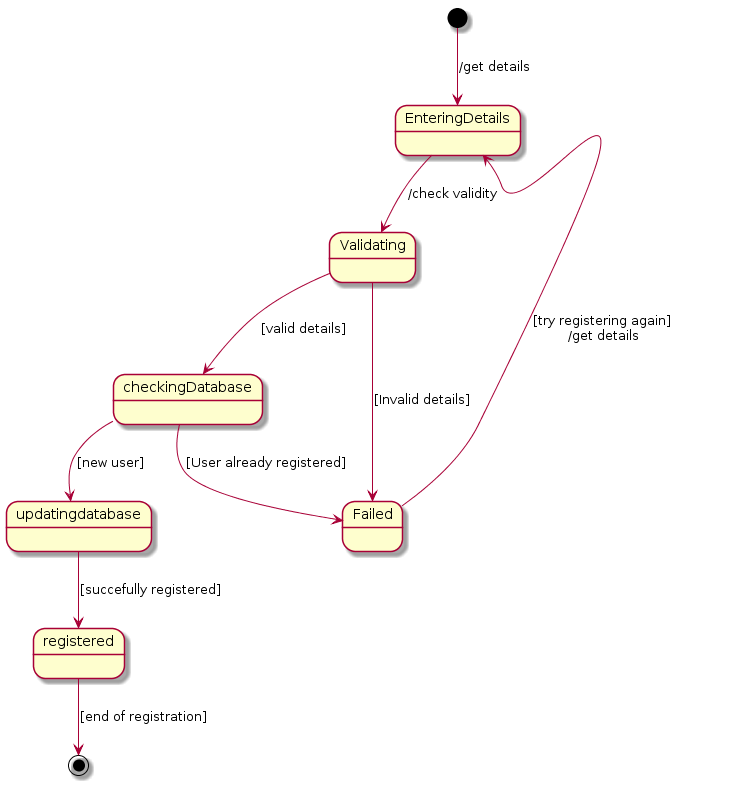 /get details
EnteringDetails
/check validity
Validating
[try registering again]
/get details
[valid details]
checkingDatabase
[Invalid details]
[new user]
[User already registered]
updatingdatabase
Failed
[succefully registered]
registered
[end of registration]